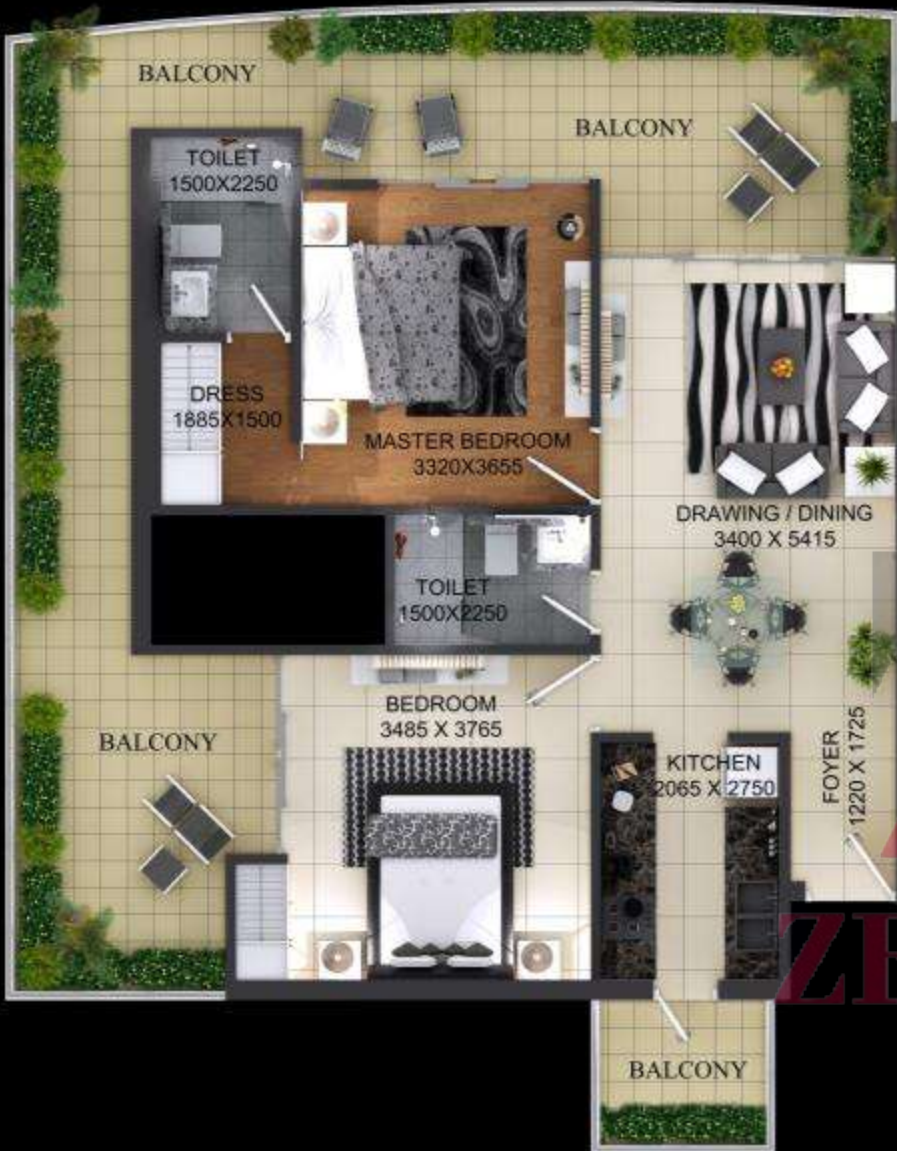 BALCONY
BALCONY
TOILET
1500X2250
DRESS
1885X1500
MASTER BEDROOM
3320X3655
DRAWING / DINING
3400 X 5415
TOILET
1500X2250
BEDROOM
3485 X 3765
BALCONY
KITCHEN
2065 X 2750
FOYER
1220 X 1725
BALCONY